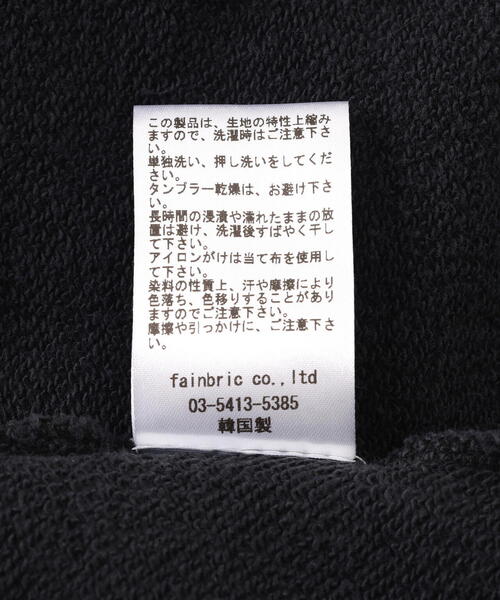 この製品は、生地の特性上縮み
ますので、洗濯時はご注意下さ
い。
単独洗い、押し洗いをしてくだ
さい。
タンブラー乾燥は、お避け下さ
い。
長時間の浸漬や濡れたままの放
置は避け、洗濯後すばやく干し
て下さい。
アイロンがけは当て布を使用し
て下さい。
染料の性質上、汗や摩擦により
色落ち、色移りすることがあり
ますのでご注意下さい。
摩擦や引っかけに、ご注意下さ
い。
fainbric co.,ltd
03-5413-5385
韓国製